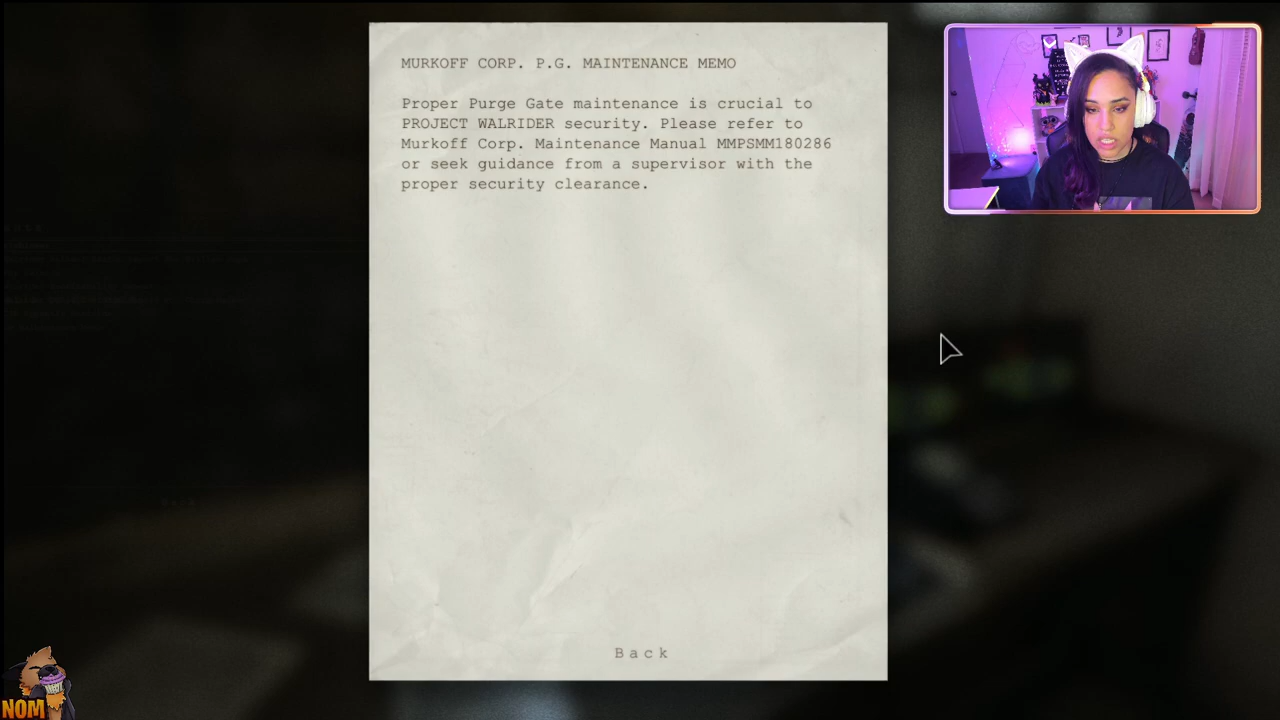 MURKOFF CORP. P.G. MAINTENANCE MEMO
Proper Purge Gate maintenance is crucial to
PROJECT WALRIDER security. Please refer to
Murkoff Corp. Maintenance Manual MMPSMM180286
or seek guidance from a supervisor with the
proper security clearance.
Back
NOM